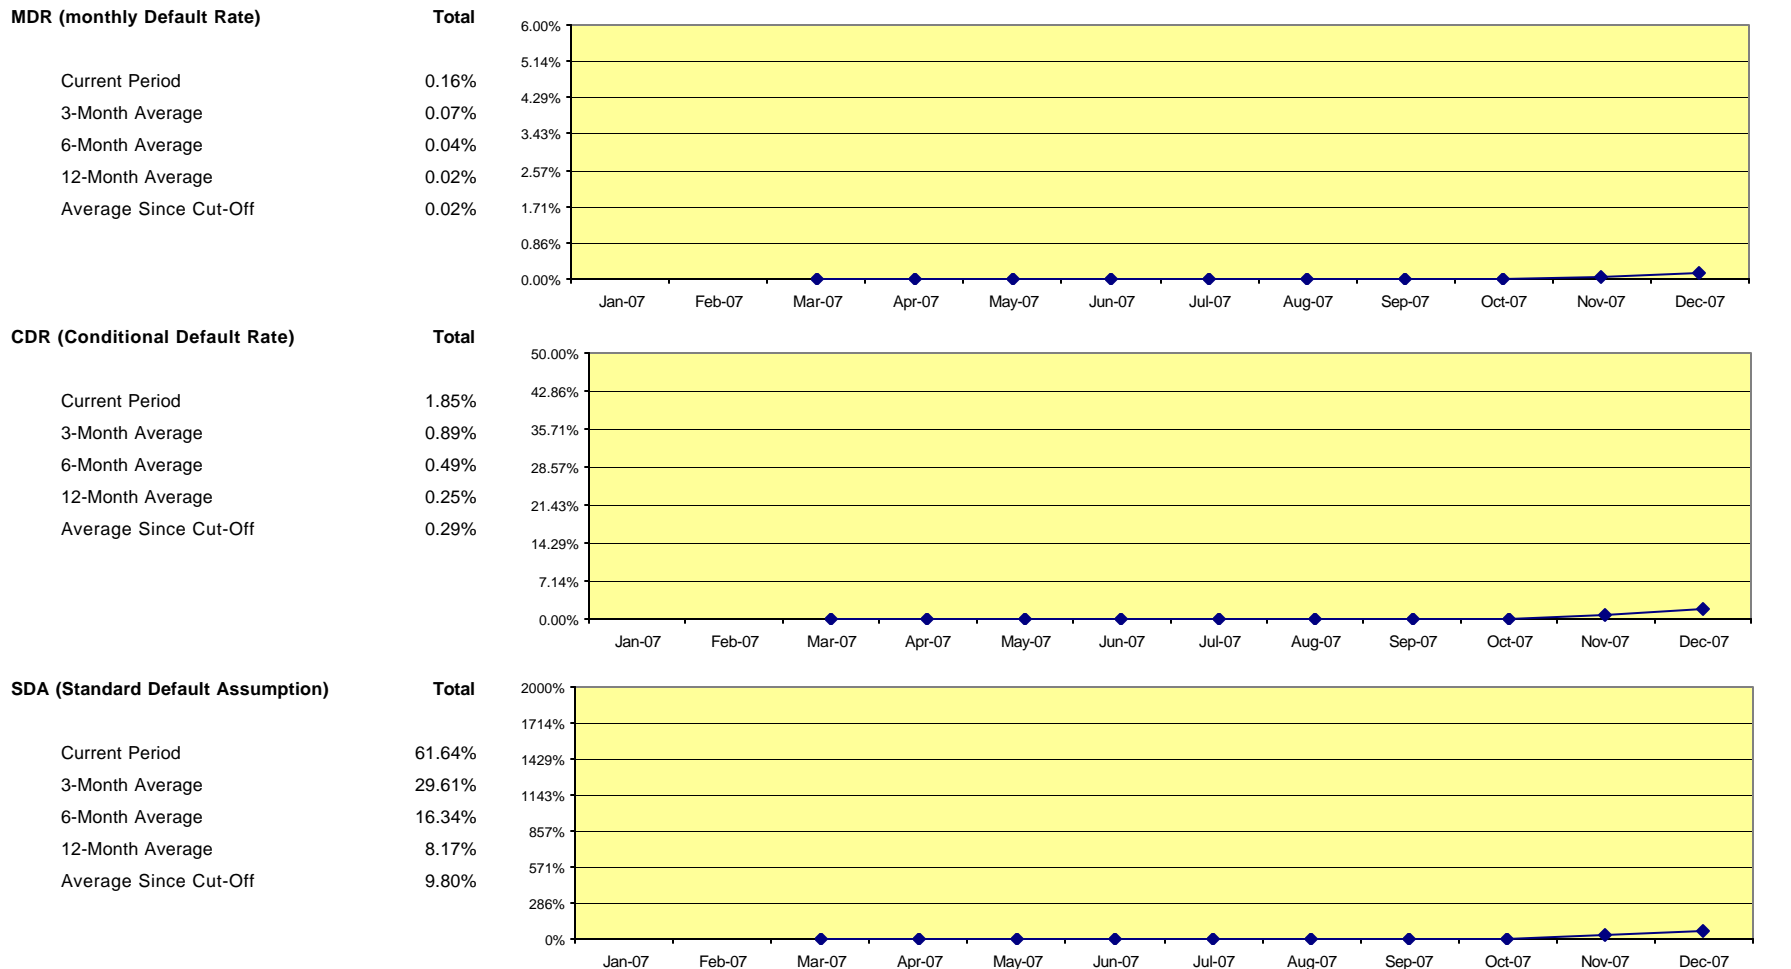 MDR (monthly Default Rate) Total
Current Period 0.16%
3-Month Average 0.07%
6-Month Average 0.04%
12-Month Average 0.02%
Average Since Cut-Off 0.02%
6.00%
5.14%
4.29%
3.43%
2.57%
1.71%
0.86%
0.00%
Jan-07 Feb-07 Mar-07 Apr-07 May-07 Jun-07 Jul-07 Aug-07 Sep-07 Oct-07 Nov-07 Dec-07
CDR (Conditional Default Rate) Total
Current Period 1.85%
3-Month Average 0.89%
6-Month Average 0.49%
12-Month Average 0.25%
Average Since Cut-Off 0.29%
50.00%
42.86%
35.71%
28.57%
21.43%
14.29%
7.14%
0.00%
Jan-07 Feb-07 Mar-07 Apr-07 May-07 Jun-07 Jul-07 Aug-07 Sep-07 Oct-07 Nov-07 Dec-07
SDA (Standard Default Assumption) Total
Current Period 61.64%
3-Month Average 29.61%
6-Month Average 16.34%
12-Month Average 8.17%
Average Since Cut-Off 9.80%
2000%
1714%
1429%
1143%
857%
571%
286%
0%
Jan-07 Feb-07 Mar-07 Apr-07 May-07 Jun-07 Jul-07 Aug-07 Sep-07 Oct-07 Nov-07 Dec-07